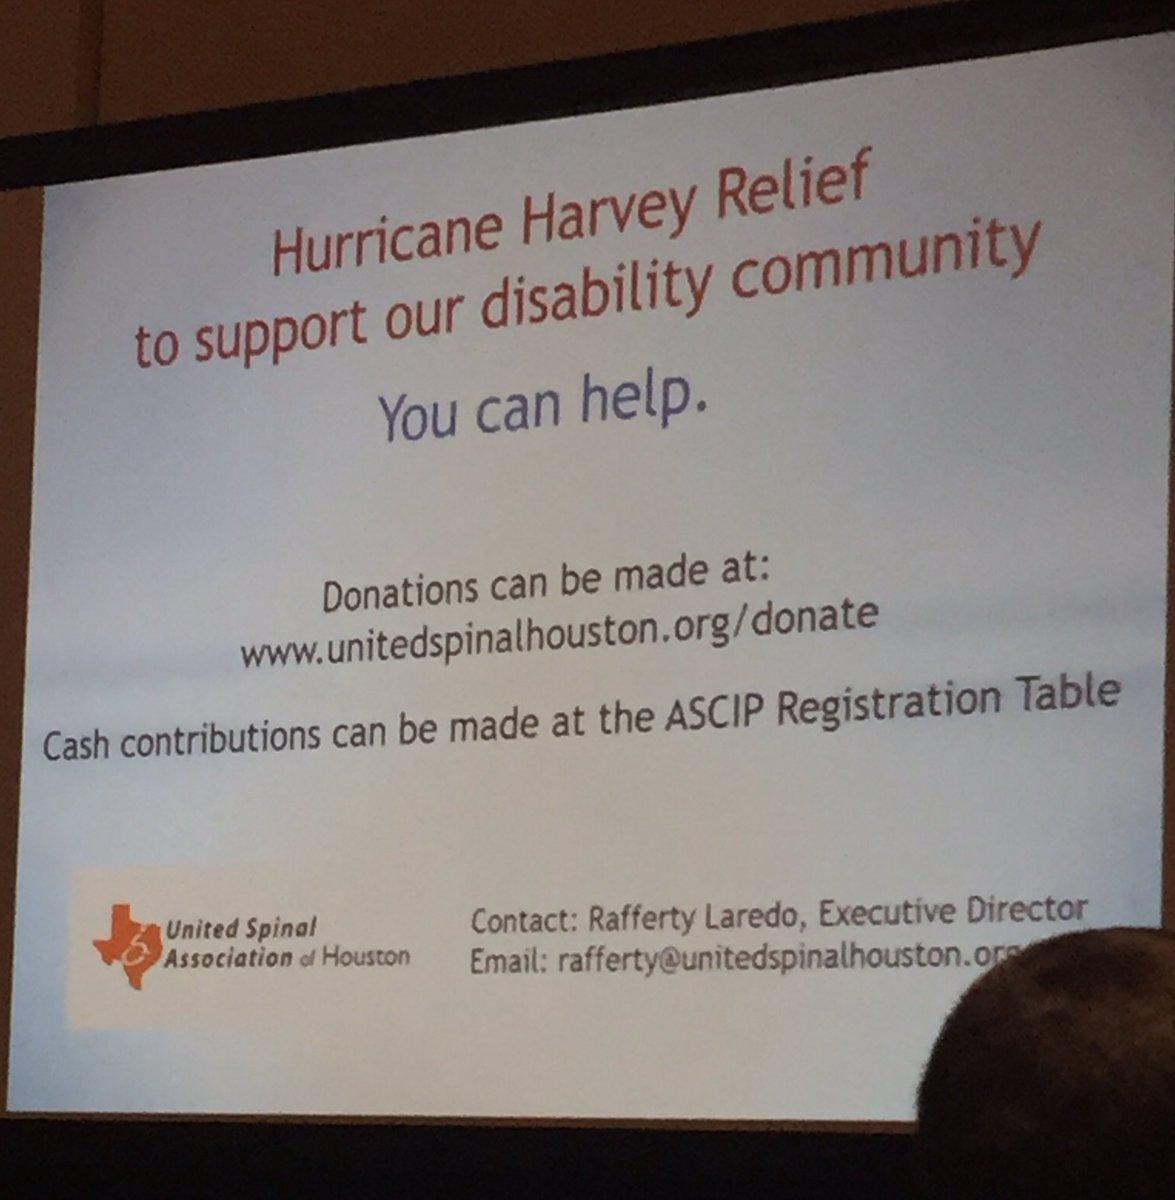 Hurricane Harvey Relief
to support our disability community
You can help.
Donations can be made at:
www.unitedspinalhouston.org/donate
Cash contributions can be made at the ASCIP Registration Table
United Spinal
Association of Houston
Contact: Rafferty Laredo, Executive Director
Email: rafferty@unitedspinalhouston.org